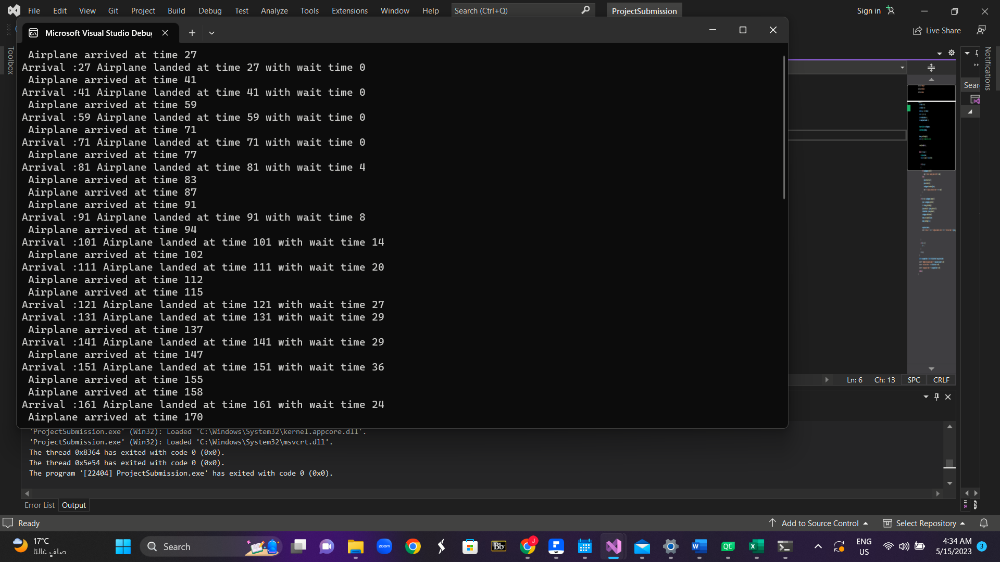 File Edit View Git Project Build Debug Test Analyze Tools Extensions Window Help Search (Ctrl+Q) ProjectSubmission Sign in
Microsoft Visual Studio Debu
Live Share
Toolbox
Notifications
Sear
Airplane arrived at time 27
Arrival :27 Airplane landed at time 27 with wait time 0
Airplane arrived at time 41
Arrival :41 Airplane landed at time 41 with wait time 0
Airplane arrived at time 59
Arrival :59 Airplane landed at time 59 with wait time 0
Airplane arrived at time 71
Arrival :71 Airplane landed at time 71 with wait time 0
Airplane arrived at time 77
Arrival :81 Airplane landed at time 81 with wait time 4
Airplane arrived at time 83
Airplane arrived at time 87
Airplane arrived at time 91
Arrival :91 Airplane landed at time 91 with wait time 8
Airplane arrived at time 94
Arrival :101 Airplane landed at time 101 with wait time 14
Airplane arrived at time 102
Arrival :111 Airplane landed at time 111 with wait time 20
Airplane arrived at time 112
Airplane arrived at time 115
Arrival :121 Airplane landed at time 121 with wait time 27
Arrival :131 Airplane landed at time 131 with wait time 29
Airplane arrived at time 137
Arrival :141 Airplane landed at time 141 with wait time 29
Airplane arrived at time 147
Arrival :151 Airplane landed at time 151 with wait time 36
Airplane arrived at time 155
Airplane arrived at time 158
Arrival :161 Airplane landed at time 161 with wait time 24
Airplane arrived at time 170
Ln: 6 Ch: 13 SPC CRLF
'ProjectSubmission.exe' (Win32): Loaded 'C:\Windows\System32\kernel.appcore.dll'.
'ProjectSubmission.exe' (Win32): Loaded 'C:\Windows\System32\msvcrt.dll'.
The thread 0x8364 has exited with code 0 (0x0).
The thread 0x5e54 has exited with code 0 (0x0).
The program '[22404] ProjectSubmission.exe' has exited with code 0 (0x0).
Error List Output
Ready Add to Source Control Select Repository
17°C
صافٍ غالبًا
Search
zoom
Bb
J
QC
ENG
US
4:34 AM
5/15/2023
3